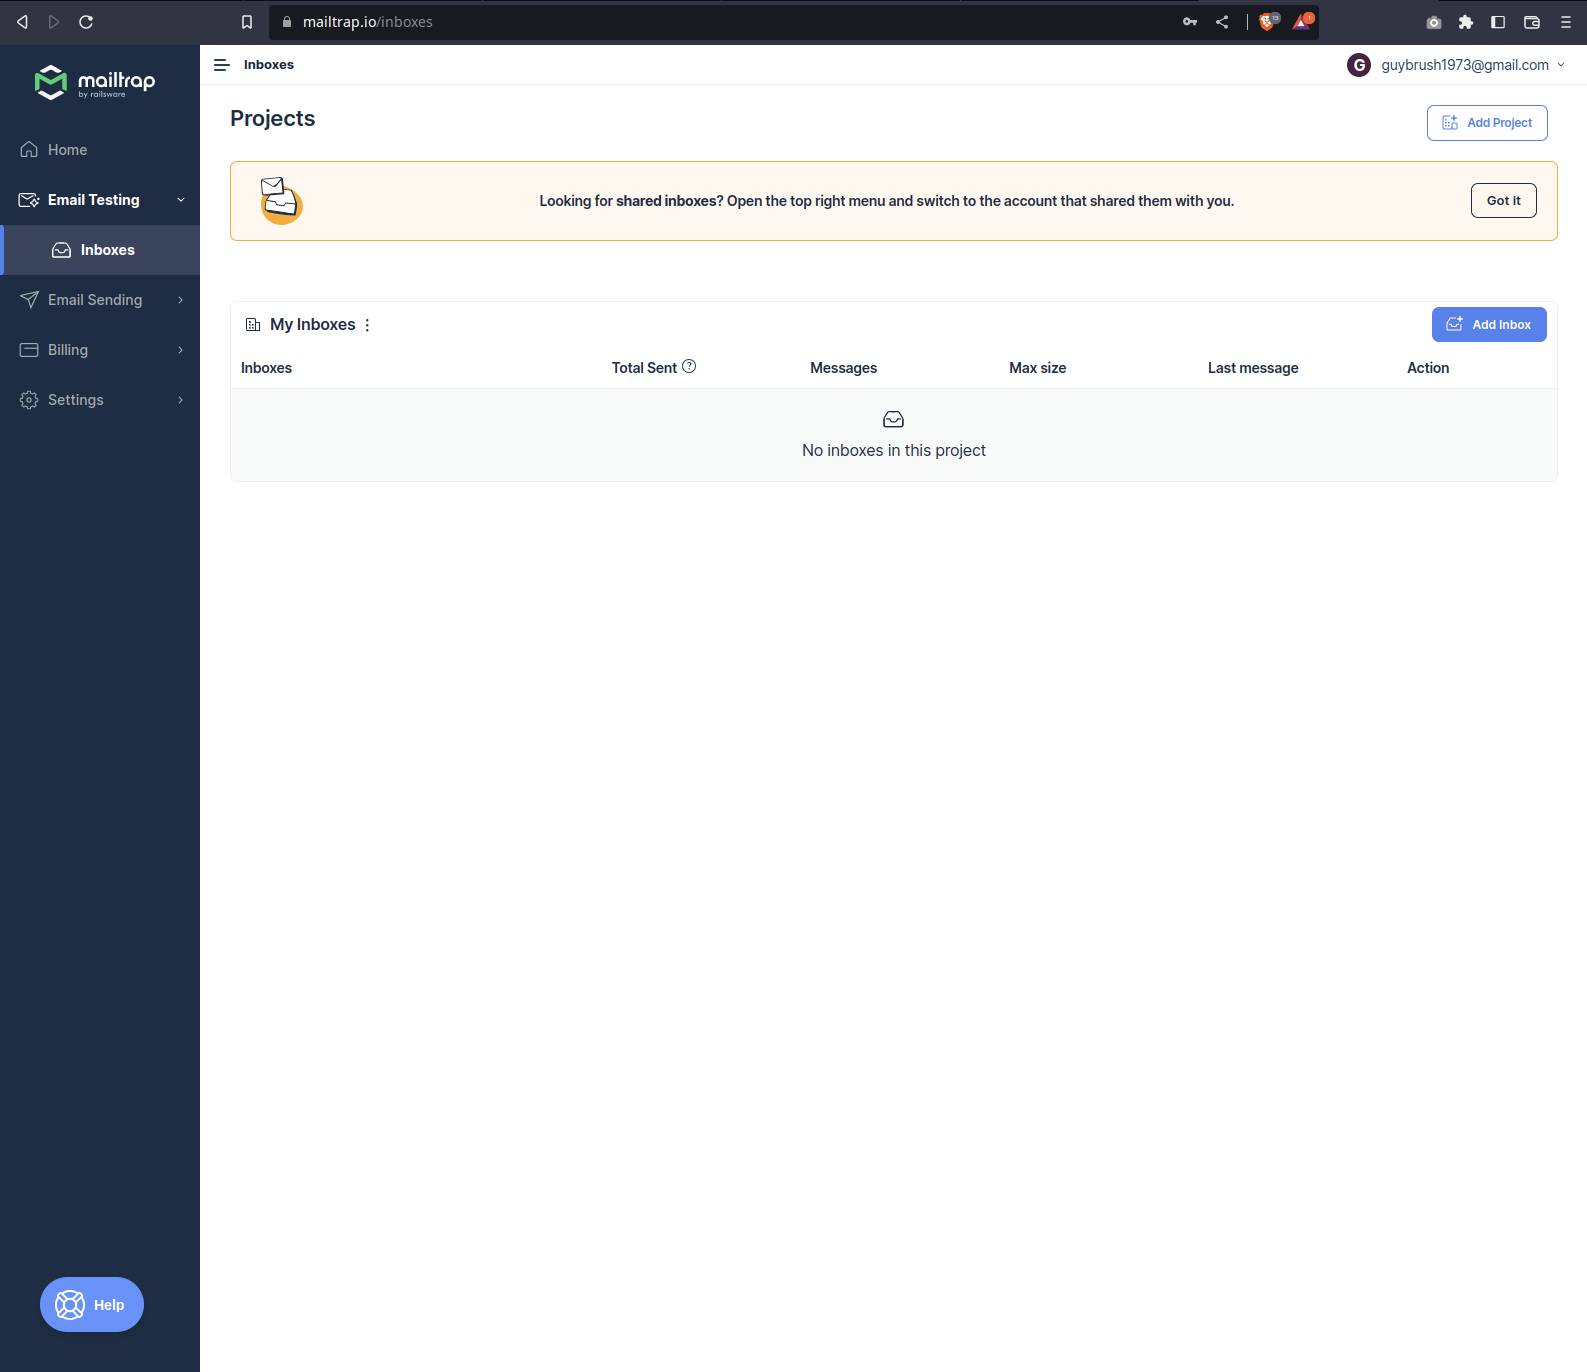 mailtrap.io/inboxes
13
1
mailtrap
by railsware
Home
Email Testing
Inboxes
Email Sending
Billing
Settings
Help
Inboxes
G guybrush1973@gmail.com
Projects
Add Project
Looking for shared inboxes? Open the top right menu and switch to the account that shared them with you.
Got it
My Inboxes
Add Inbox
Inboxes Total Sent ? Messages Max size Last message Action
No inboxes in this project